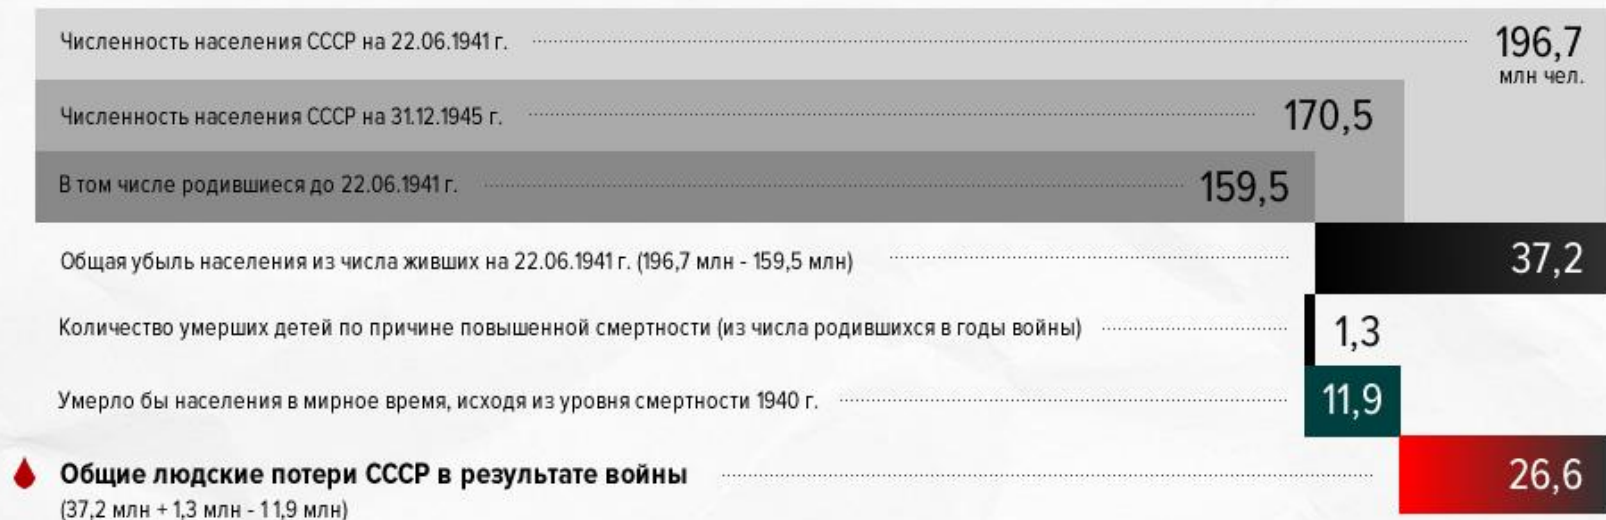 Численность населения СССР на 22.06.1941 г. 196,7
млн чел.
Численность населения СССР на 31.12.1945 г. 170,5
В том числе родившиеся до 22.06.1941 г. 159,5
Общая убыль населения из числа живших на 22.06.1941 г. (196,7 млн - 159,5 млн) 37,2
Количество умерших детей по причине повышенной смертности (из числа родившихся в годы войны) 1,3
Умерло бы населения в мирное время, исходя из уровня смертности 1940 г. 11,9
Общие людские потери СССР в результате войны 26,6
(37,2 млн + 1,3 млн - 11,9 млн)